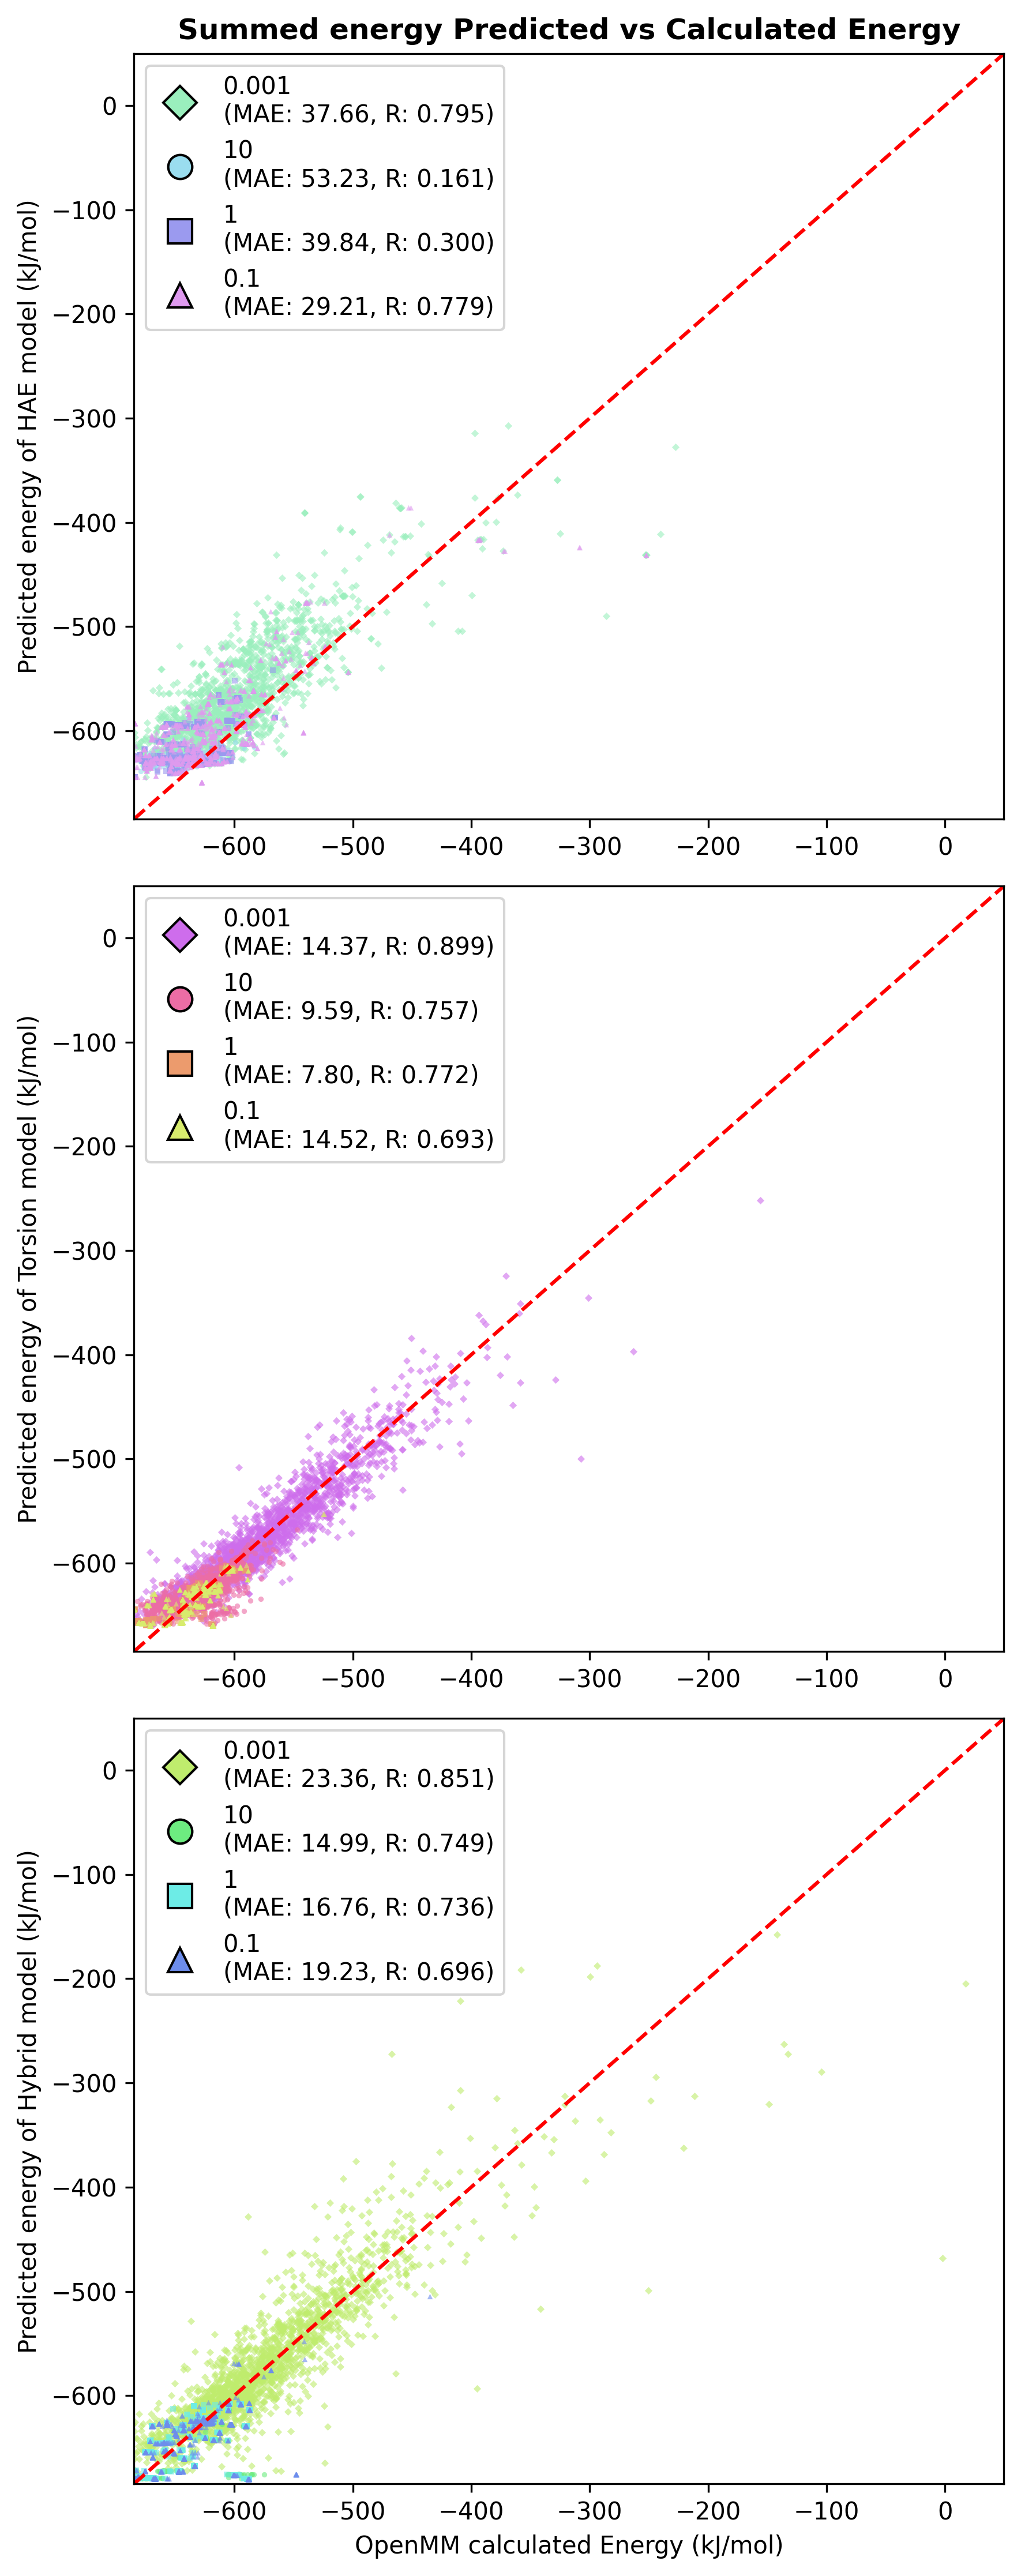 Summed energy Predicted vs Calculated Energy
0.001
(MAE: 37.66, R: 0.795)
10
(MAE: 53.23, R: 0.161)
1
(MAE: 39.84, R: 0.300)
0.1
(MAE: 29.21, R: 0.779)
Predicted energy of HAE model (kJ/mol)
0
−100
−200
−300
−400
−500
−600
−600 −500 −400 −300 −200 −100 0
0.001
(MAE: 14.37, R: 0.899)
10
(MAE: 9.59, R: 0.757)
1
(MAE: 7.80, R: 0.772)
0.1
(MAE: 14.52, R: 0.693)
Predicted energy of Torsion model (kJ/mol)
0
−100
−200
−300
−400
−500
−600
−600 −500 −400 −300 −200 −100 0
0.001
(MAE: 23.36, R: 0.851)
10
(MAE: 14.99, R: 0.749)
1
(MAE: 16.76, R: 0.736)
0.1
(MAE: 19.23, R: 0.696)
Predicted energy of Hybrid model (kJ/mol)
0
−100
−200
−300
−400
−500
−600
−600 −500 −400 −300 −200 −100 0
OpenMM calculated Energy (kJ/mol)